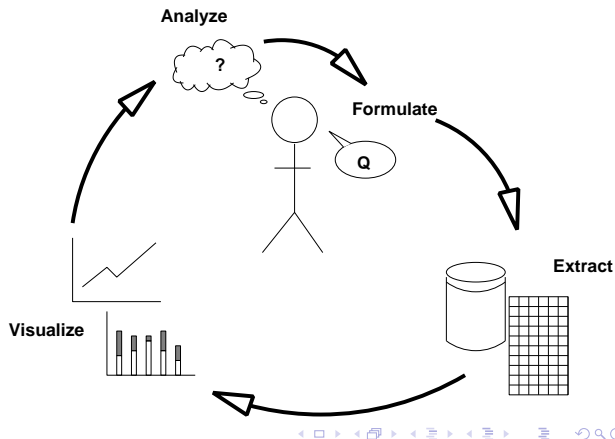 Analyze
?
Formulate
Q
Extract
Visualize